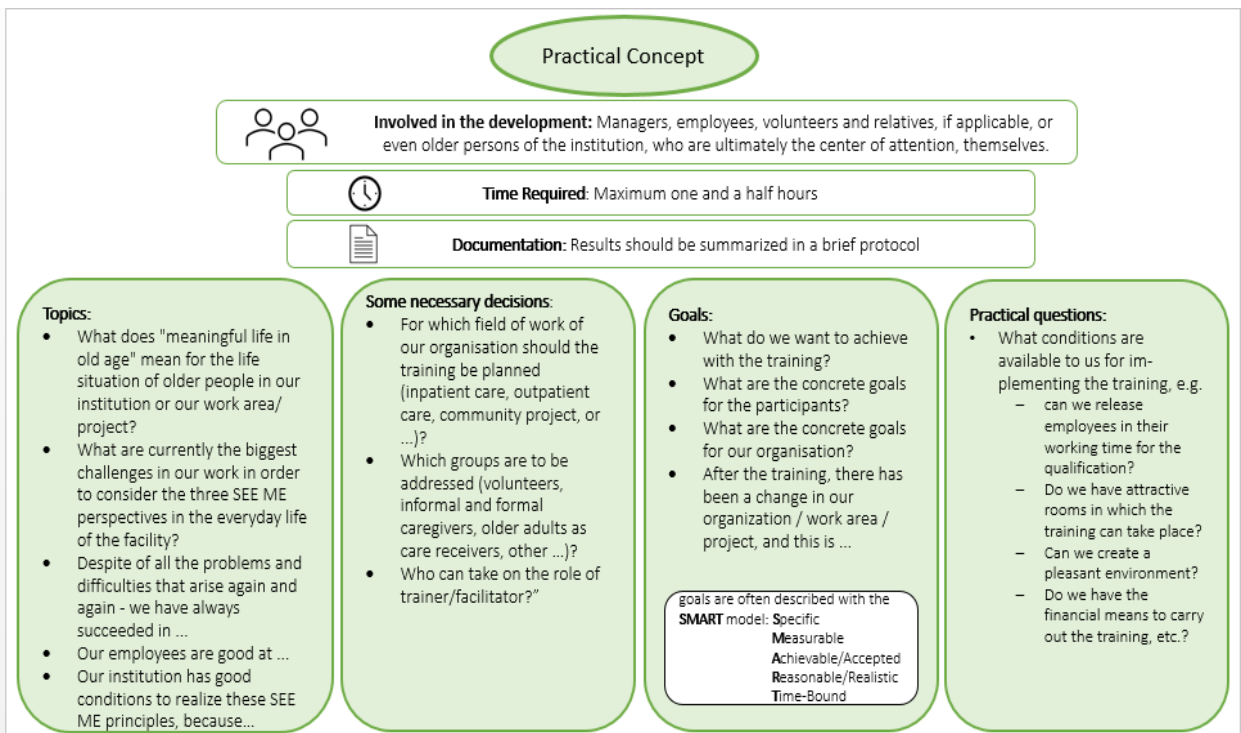 Practical Concept
Involved in the development: Managers, employees, volunteers and relatives, if applicable, or
even older persons of the institution, who are ultimately the center of attention, themselves.
Time Required: Maximum one and a half hours
Documentation: Results should be summarized in a brief protocol
Topics:
• What does "meaningful life in
old age" mean for the life
situation of older people in our
institution or our work area/
project?
• What are currently the biggest
challenges in our work in order
to consider the three SEE ME
perspectives in the everyday life
of the facility?
• Despite of all the problems and
difficulties that arise again and
again - we have always
succeeded in ...
• Our employees are good at ...
• Our institution has good
conditions to realize these SEE
ME principles, because...
Some necessary decisions:
• For which field of work of
our organisation should the
training be planned
(inpatient care, outpatient
care, community project, or
...)?
• Which groups are to be
addressed (volunteers,
informal and formal
caregivers, older adults as
care receivers, other ...)?
• Who can take on the role of
trainer/facilitator?”
Goals:
• What do we want to achieve
with the training?
• What are the concrete goals
for the participants?
• What are the concrete goals
for our organisation?
• After the training, there has
been a change in our
organization / work area /
project, and this is ...
goals are often described with the
SMART model: Specific
Measurable
Achievable/Accepted
Reasonable/Realistic
Time-Bound
Practical questions:
• What conditions are
available to us for im-
plementing the training, e.g.
– can we release
employees in their
working time for the
qualification?
– Do we have attractive
rooms in which the
training can take place?
– Can we create a
pleasant environment?
– Do we have the
financial means to carry
out the training, etc.?